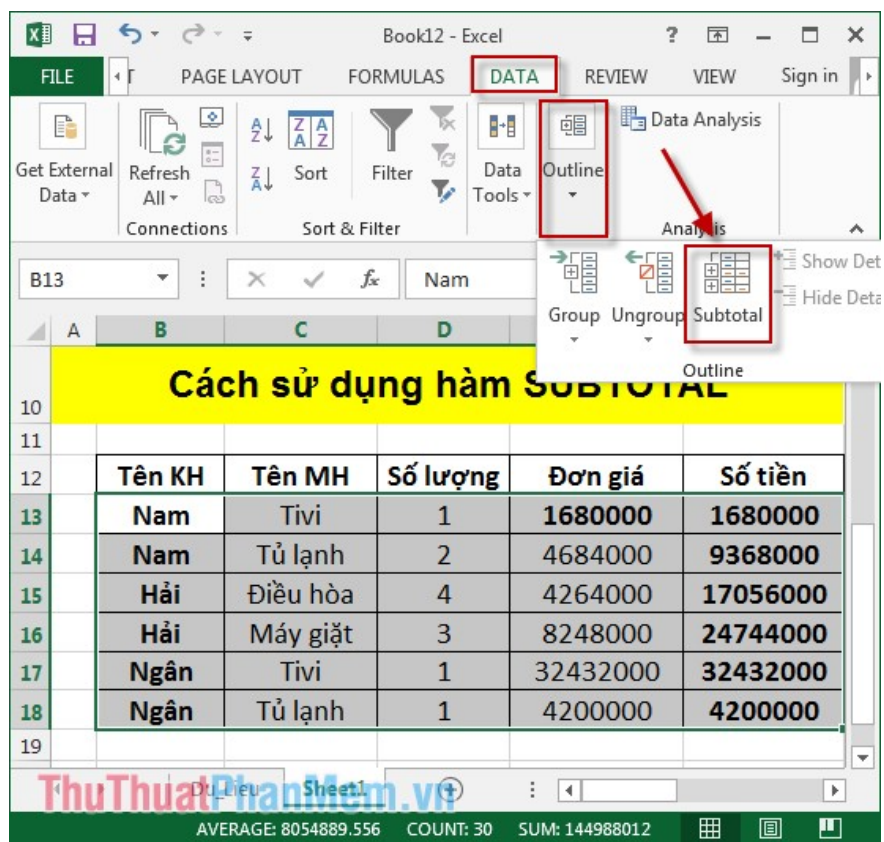 Book12 - Excel
FILE PAGE LAYOUT FORMULAS DATA REVIEW VIEW Sign in
Get External Data
Refresh All
Sort
Filter
Data Tools
Outline
Data Analysis
Connections Sort & Filter Analysis
B13 fx Nam
Group Ungroup Subtotal
Show Det
Hide Deta
Outline
A B C D
10 Cách sử dụng hàm SUBTOTAL
11
12 Tên KH Tên MH Số lượng Đơn giá Số tiền
13 Nam Tivi 1 1680000 1680000
14 Nam Tủ lạnh 2 4684000 9368000
15 Hải Điều hòa 4 4264000 17056000
16 Hải Máy giặt 3 8248000 24744000
17 Ngân Tivi 1 32432000 32432000
18 Ngân Tủ lạnh 1 4200000 4200000
19
Du_Lieu Sheet1
ThuThuatPhanMem.vn
AVERAGE: 8054889.556 COUNT: 30 SUM: 144988012